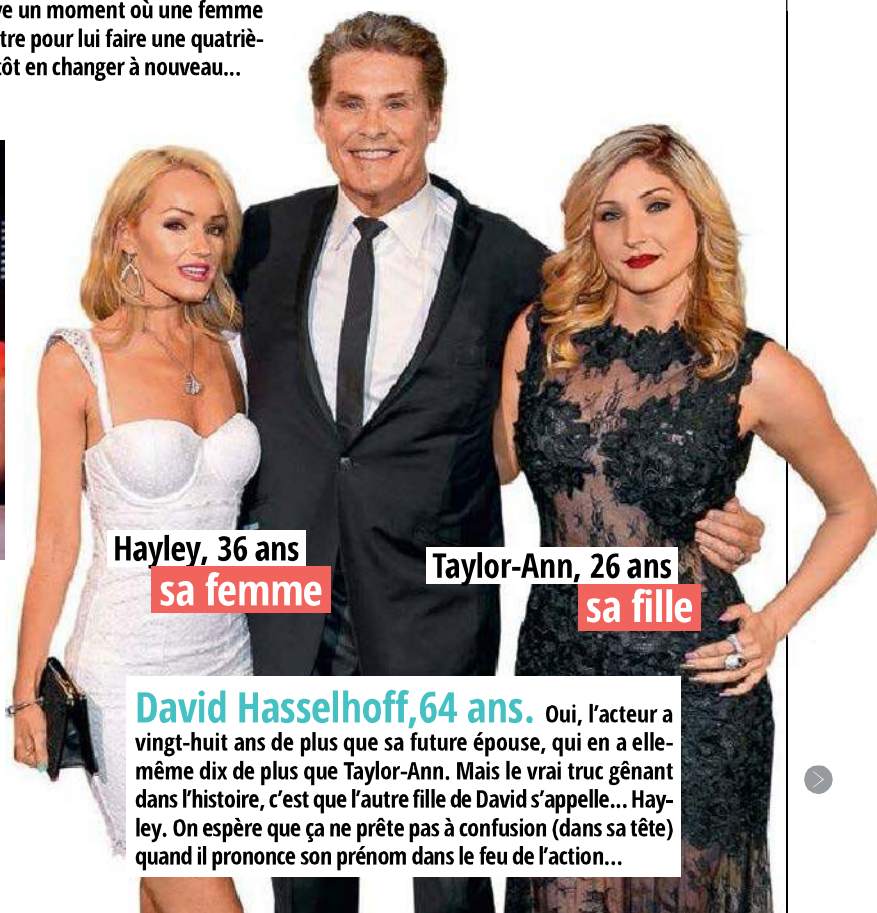 un moment où une femme
pour lui faire une quatriè-
en changer à nouveau...
Hayley, 36 ans
sa femme
Taylor-Ann, 26 ans
sa fille
David Hasselhoff,64 ans. Oui, l’acteur a
vingt-huit ans de plus que sa future épouse, qui en a elle-
même dix de plus que Taylor-Ann. Mais le vrai truc gênant
dans l’histoire, c’est que l’autre fille de David s’appelle... Hay-
ley. On espère que ça ne prête pas à confusion (dans sa tête)
quand il prononce son prénom dans le feu de l’action...